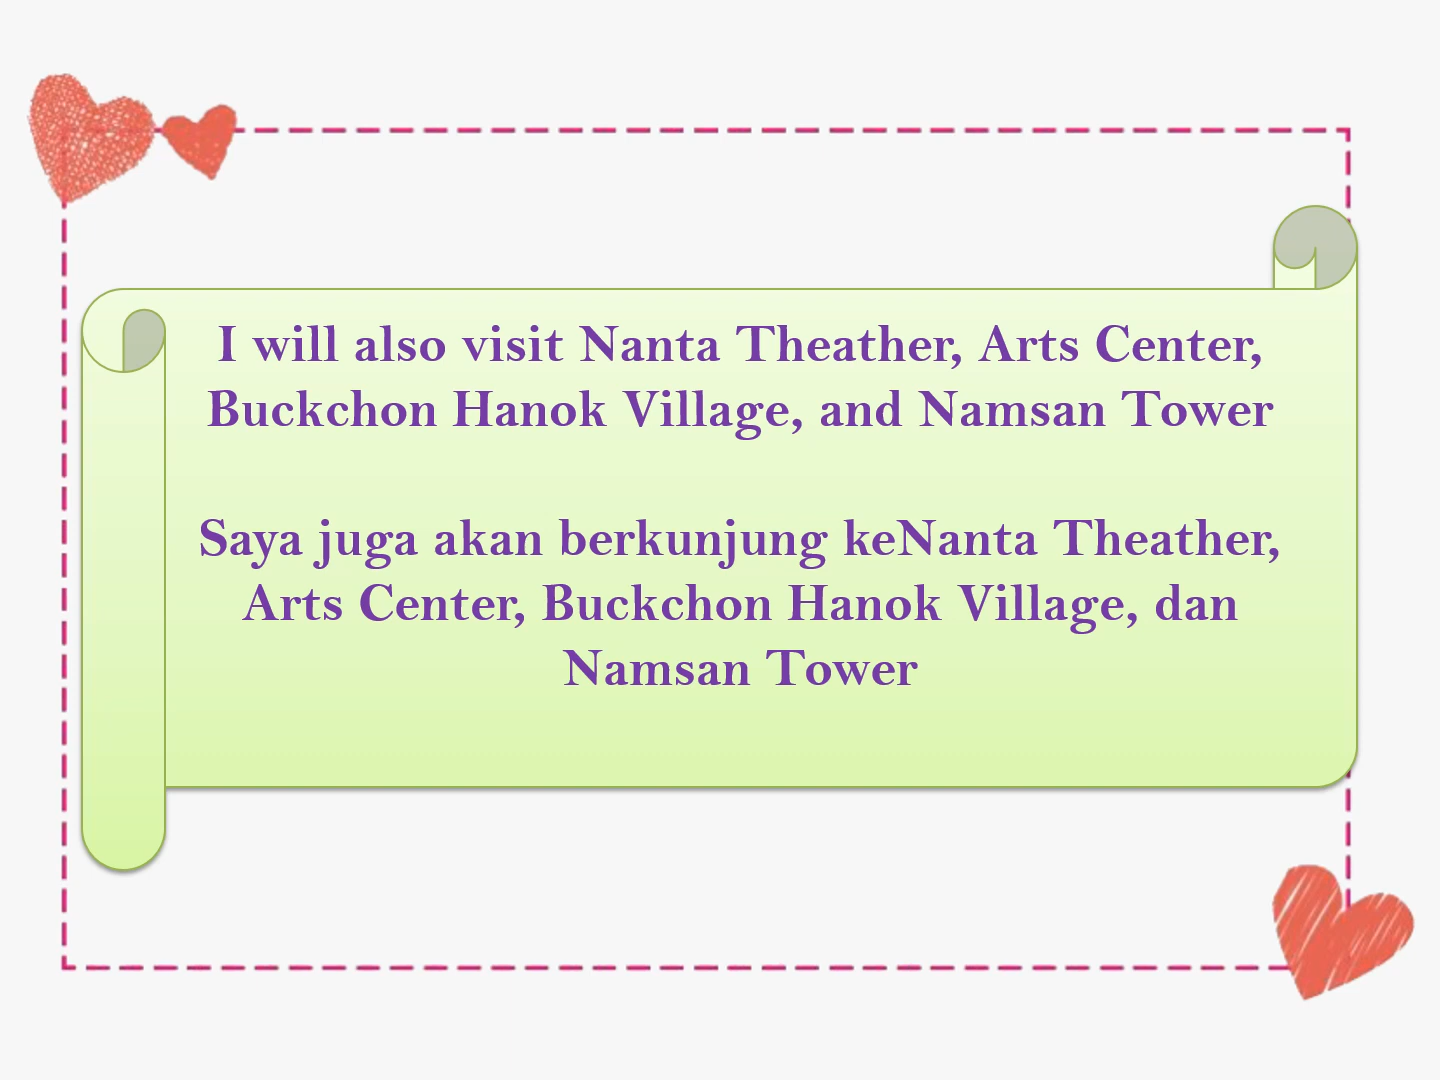 I will also visit Nanta Theather, Arts Center,
Buckchon Hanok Village, and Namsan Tower
Saya juga akan berkunjung keNanta Theather,
Arts Center, Buckchon Hanok Village, dan
Namsan Tower